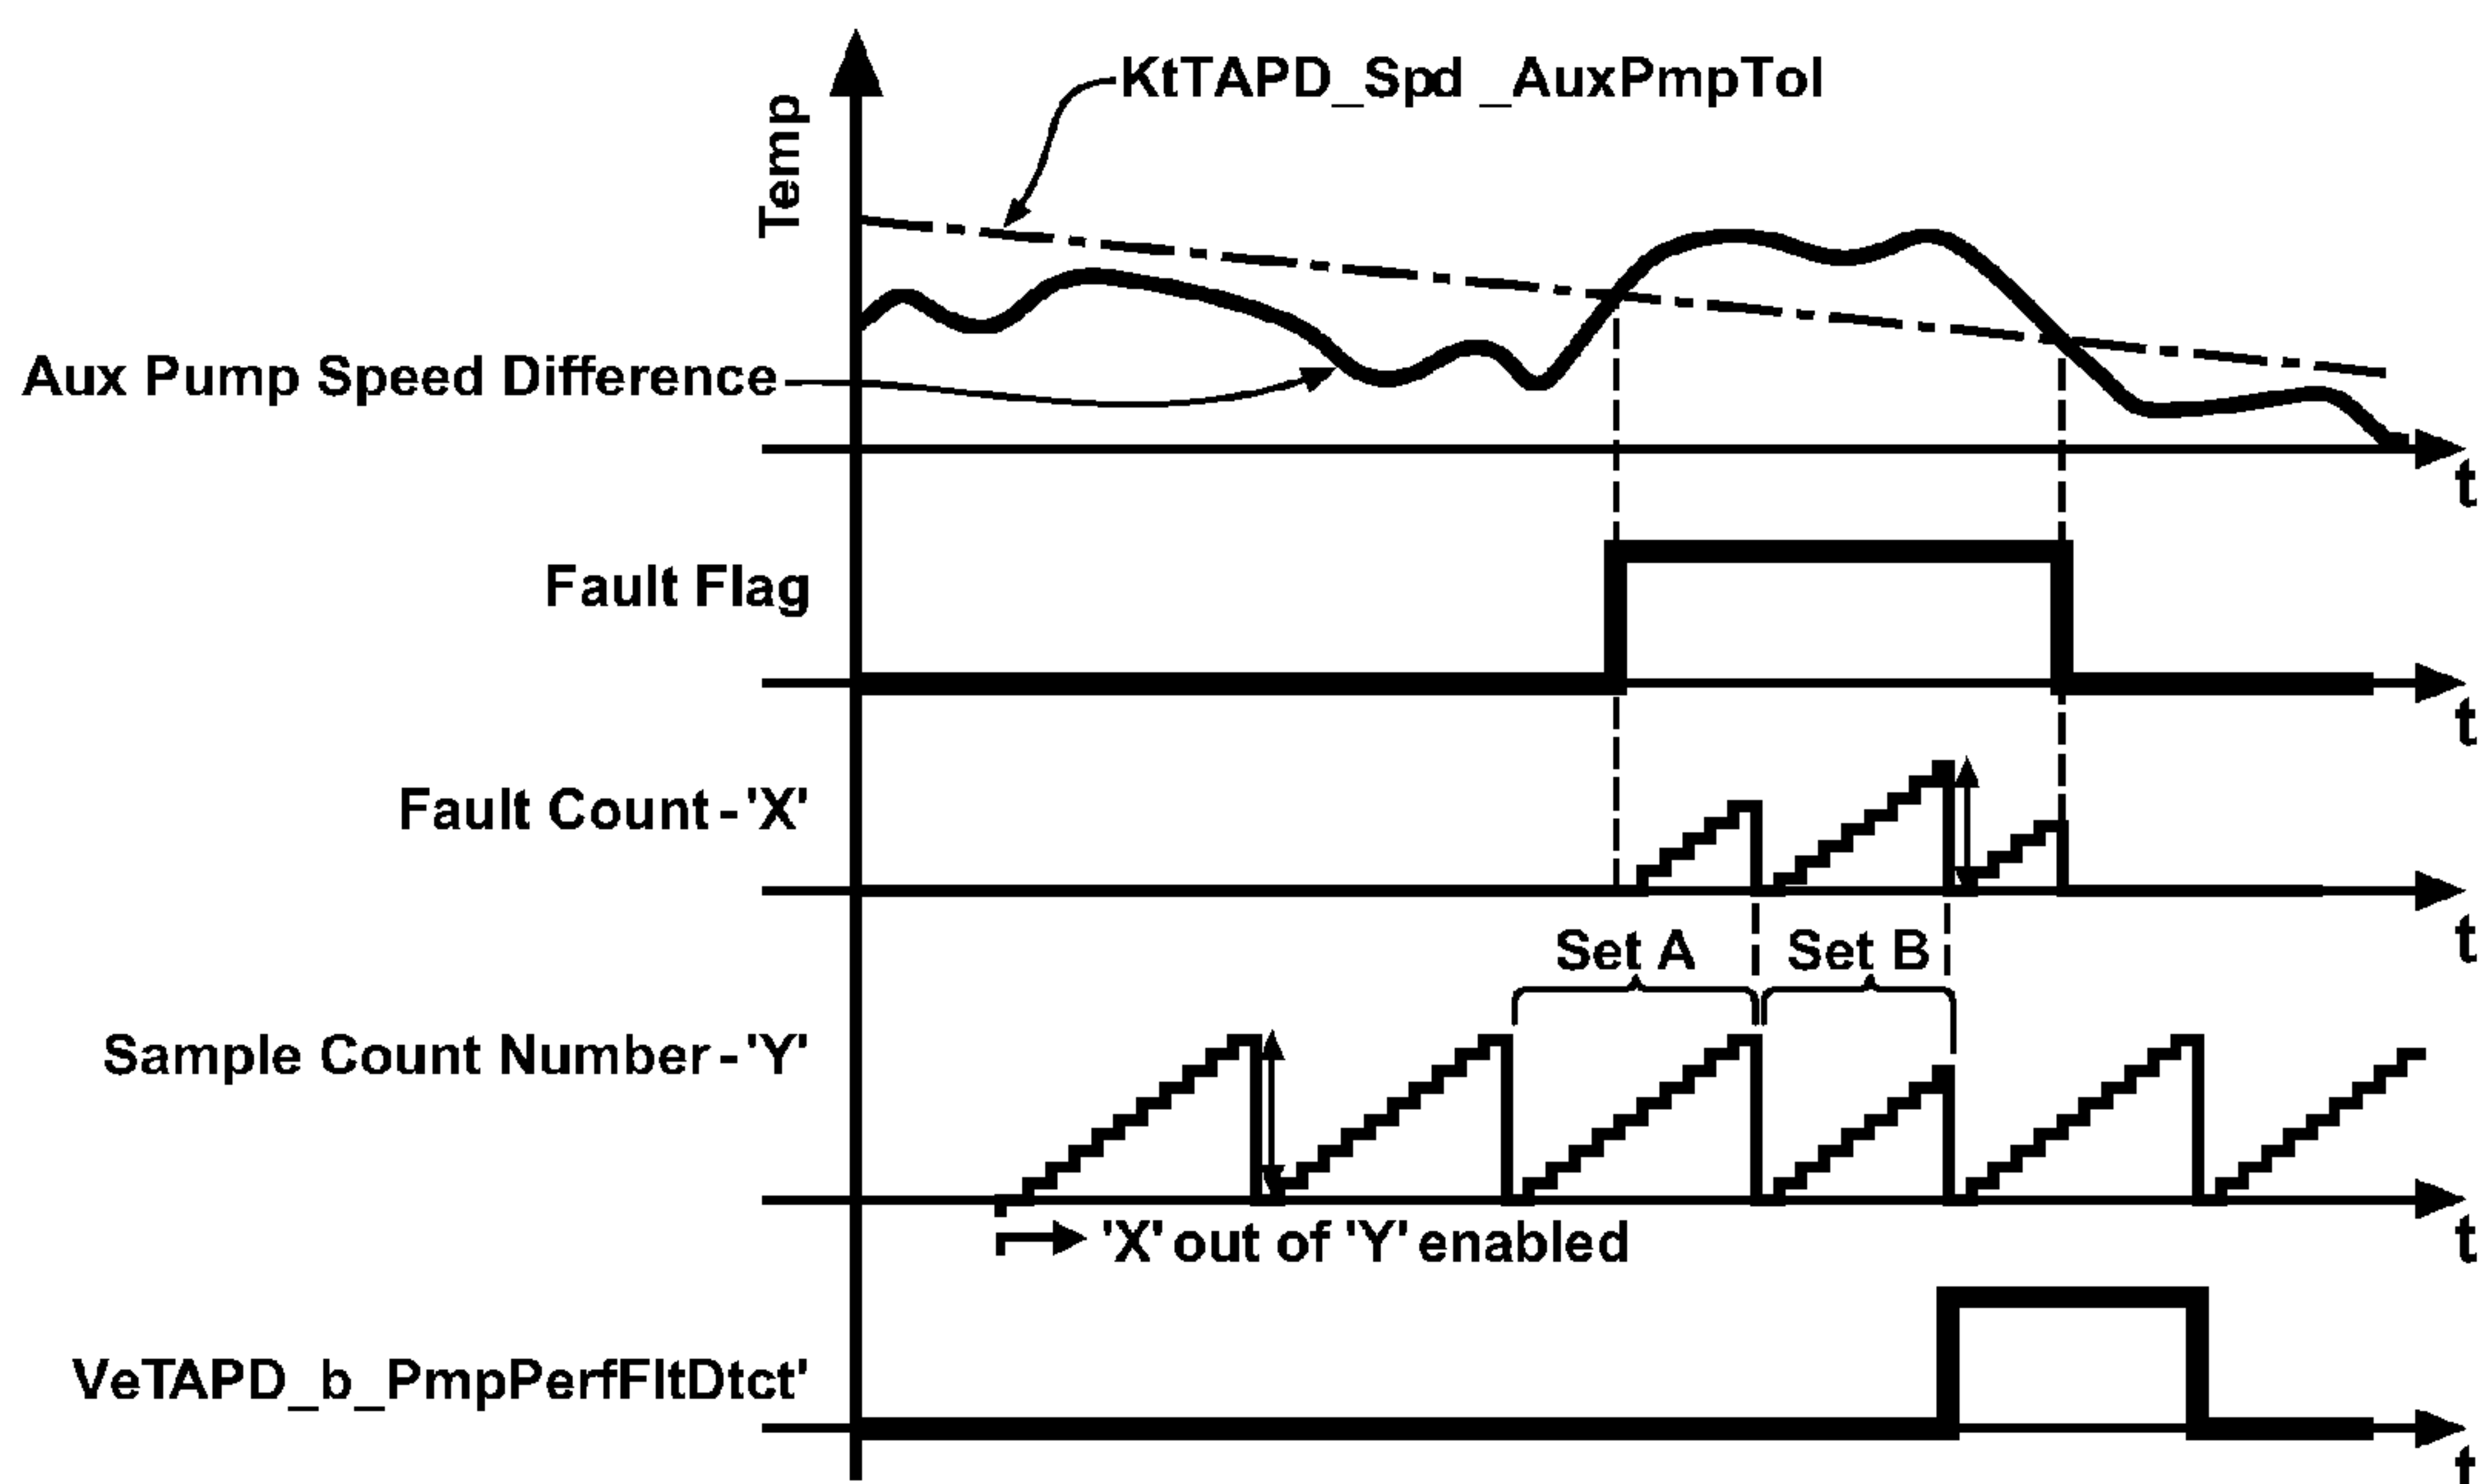 KtTAPD_Spd _AuxPmpTol
Temp
Aux Pump Speed Difference
t
Fault Flag
t
Fault Count-'X'
t
Set A
Set B
Sample Count Number-'Y'
'X' out of 'Y' enabled
t
VeTAPD_b_PmpPerfFltDtct'
t